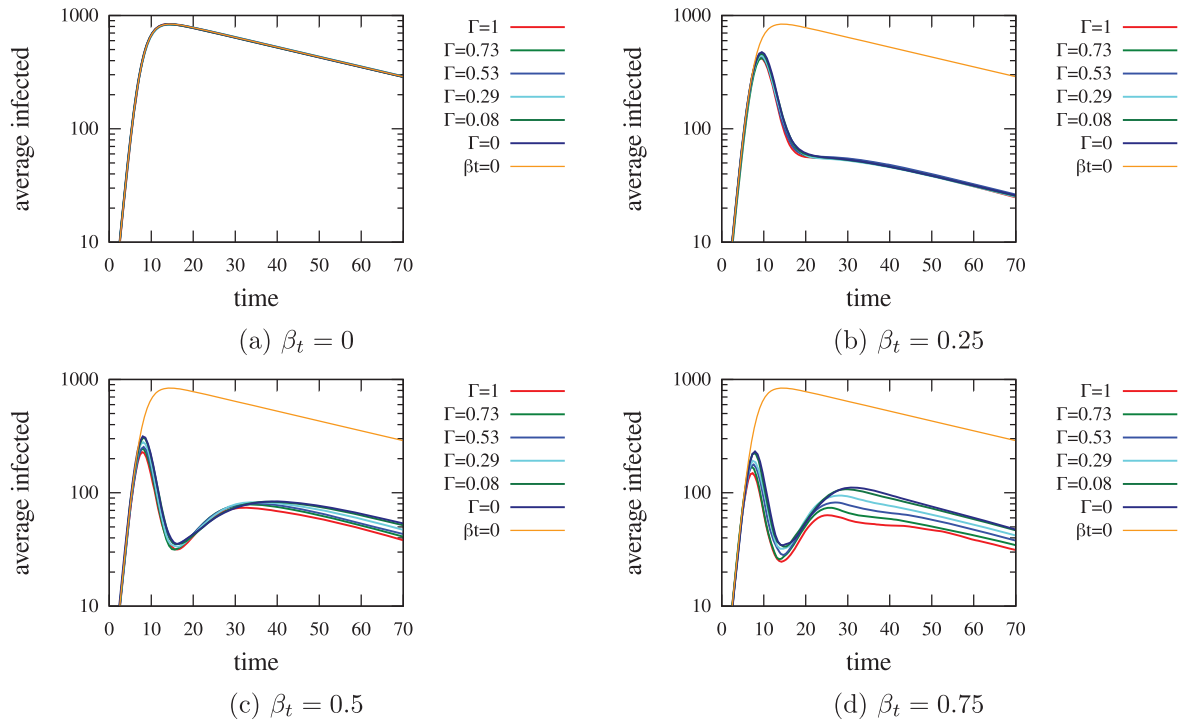 average infected
1000
100
10
0 10 20 30 40 50 60 70
time
Γ=1
Γ=0.73
Γ=0.53
Γ=0.29
Γ=0.08
Γ=0
βt=0
(a) βt = 0
average infected
1000
100
10
0 10 20 30 40 50 60 70
time
Γ=1
Γ=0.73
Γ=0.53
Γ=0.29
Γ=0.08
Γ=0
βt=0
(b) βt = 0.25
average infected
1000
100
10
0 10 20 30 40 50 60 70
time
Γ=1
Γ=0.73
Γ=0.53
Γ=0.29
Γ=0.08
Γ=0
βt=0
(c) βt = 0.5
average infected
1000
100
10
0 10 20 30 40 50 60 70
time
Γ=1
Γ=0.73
Γ=0.53
Γ=0.29
Γ=0.08
Γ=0
βt=0
(d) βt = 0.75